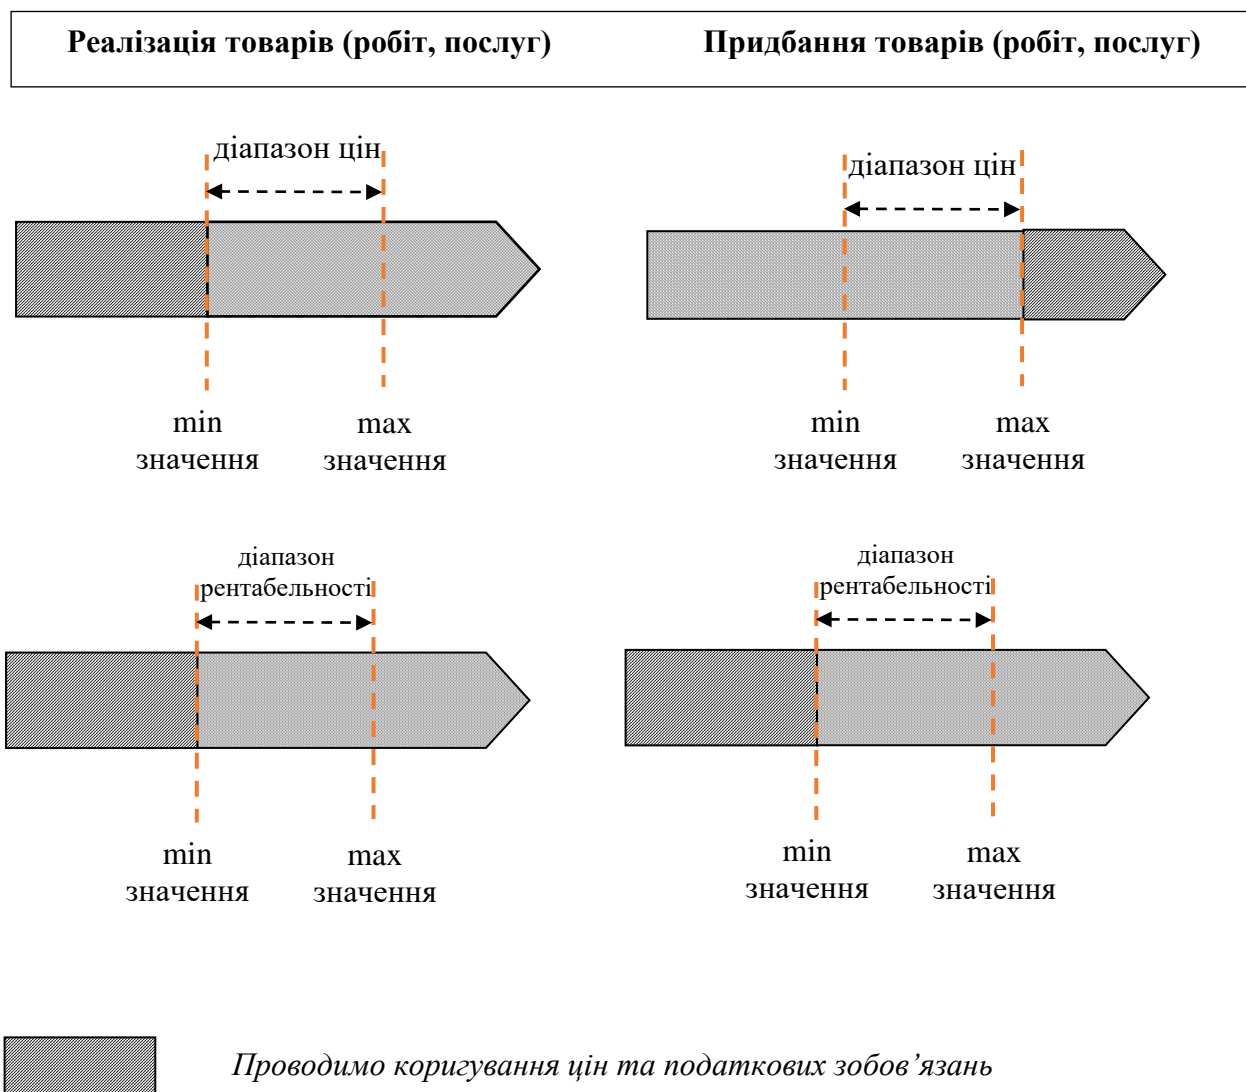 Реалізація товарів (робіт, послуг) Придбання товарів (робіт, послуг)
діапазон цін
діапазон цін
min
значення
max
значення
min
значення
max
значення
діапазон
рентабельності
діапазон
рентабельності
min
значення
max
значення
min
значення
max
значення
Проводимо коригування цін та податкових зобов’язань